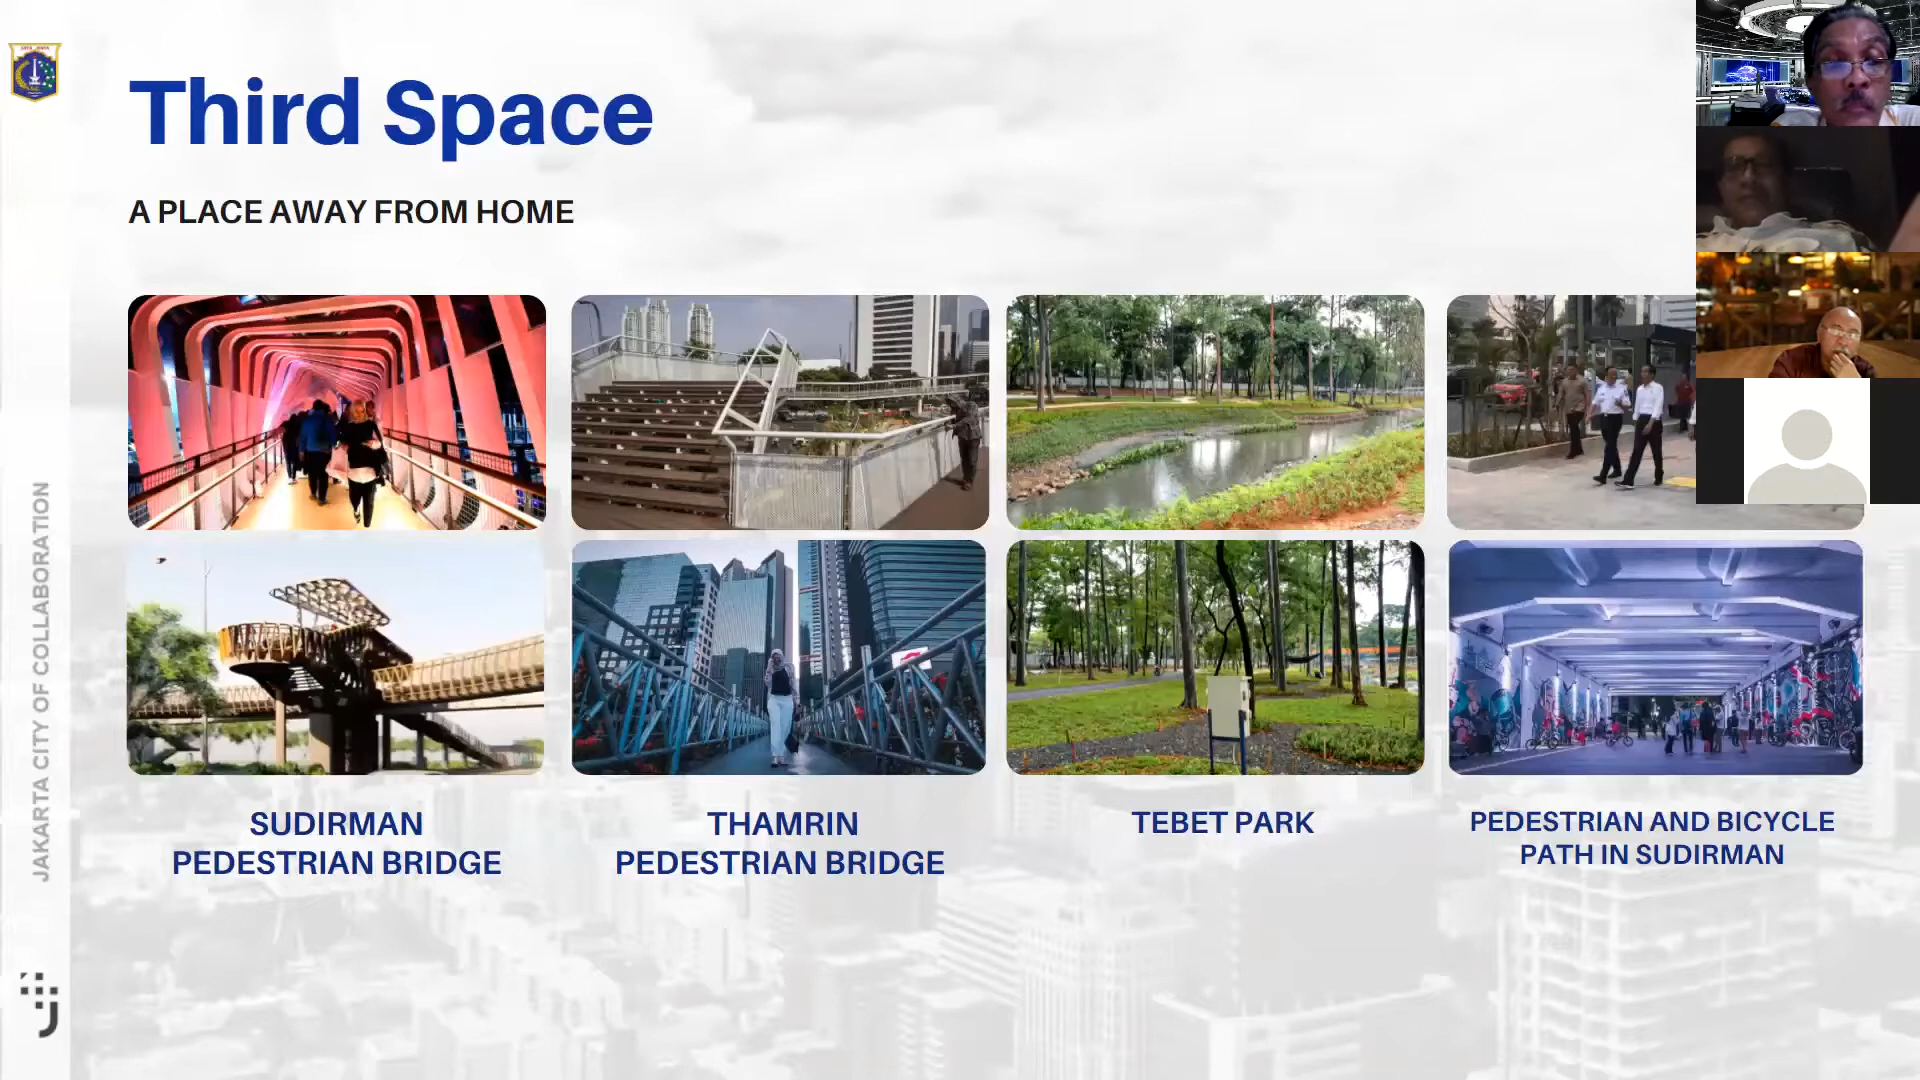 Third Space
A PLACE AWAY FROM HOME
JAKARTA CITY OF COLLABORATION
SUDIRMAN
PEDESTRIAN BRIDGE
THAMRIN
PEDESTRIAN BRIDGE
TEBET PARK
PEDESTRIAN AND BICYCLE
PATH IN SUDIRMAN